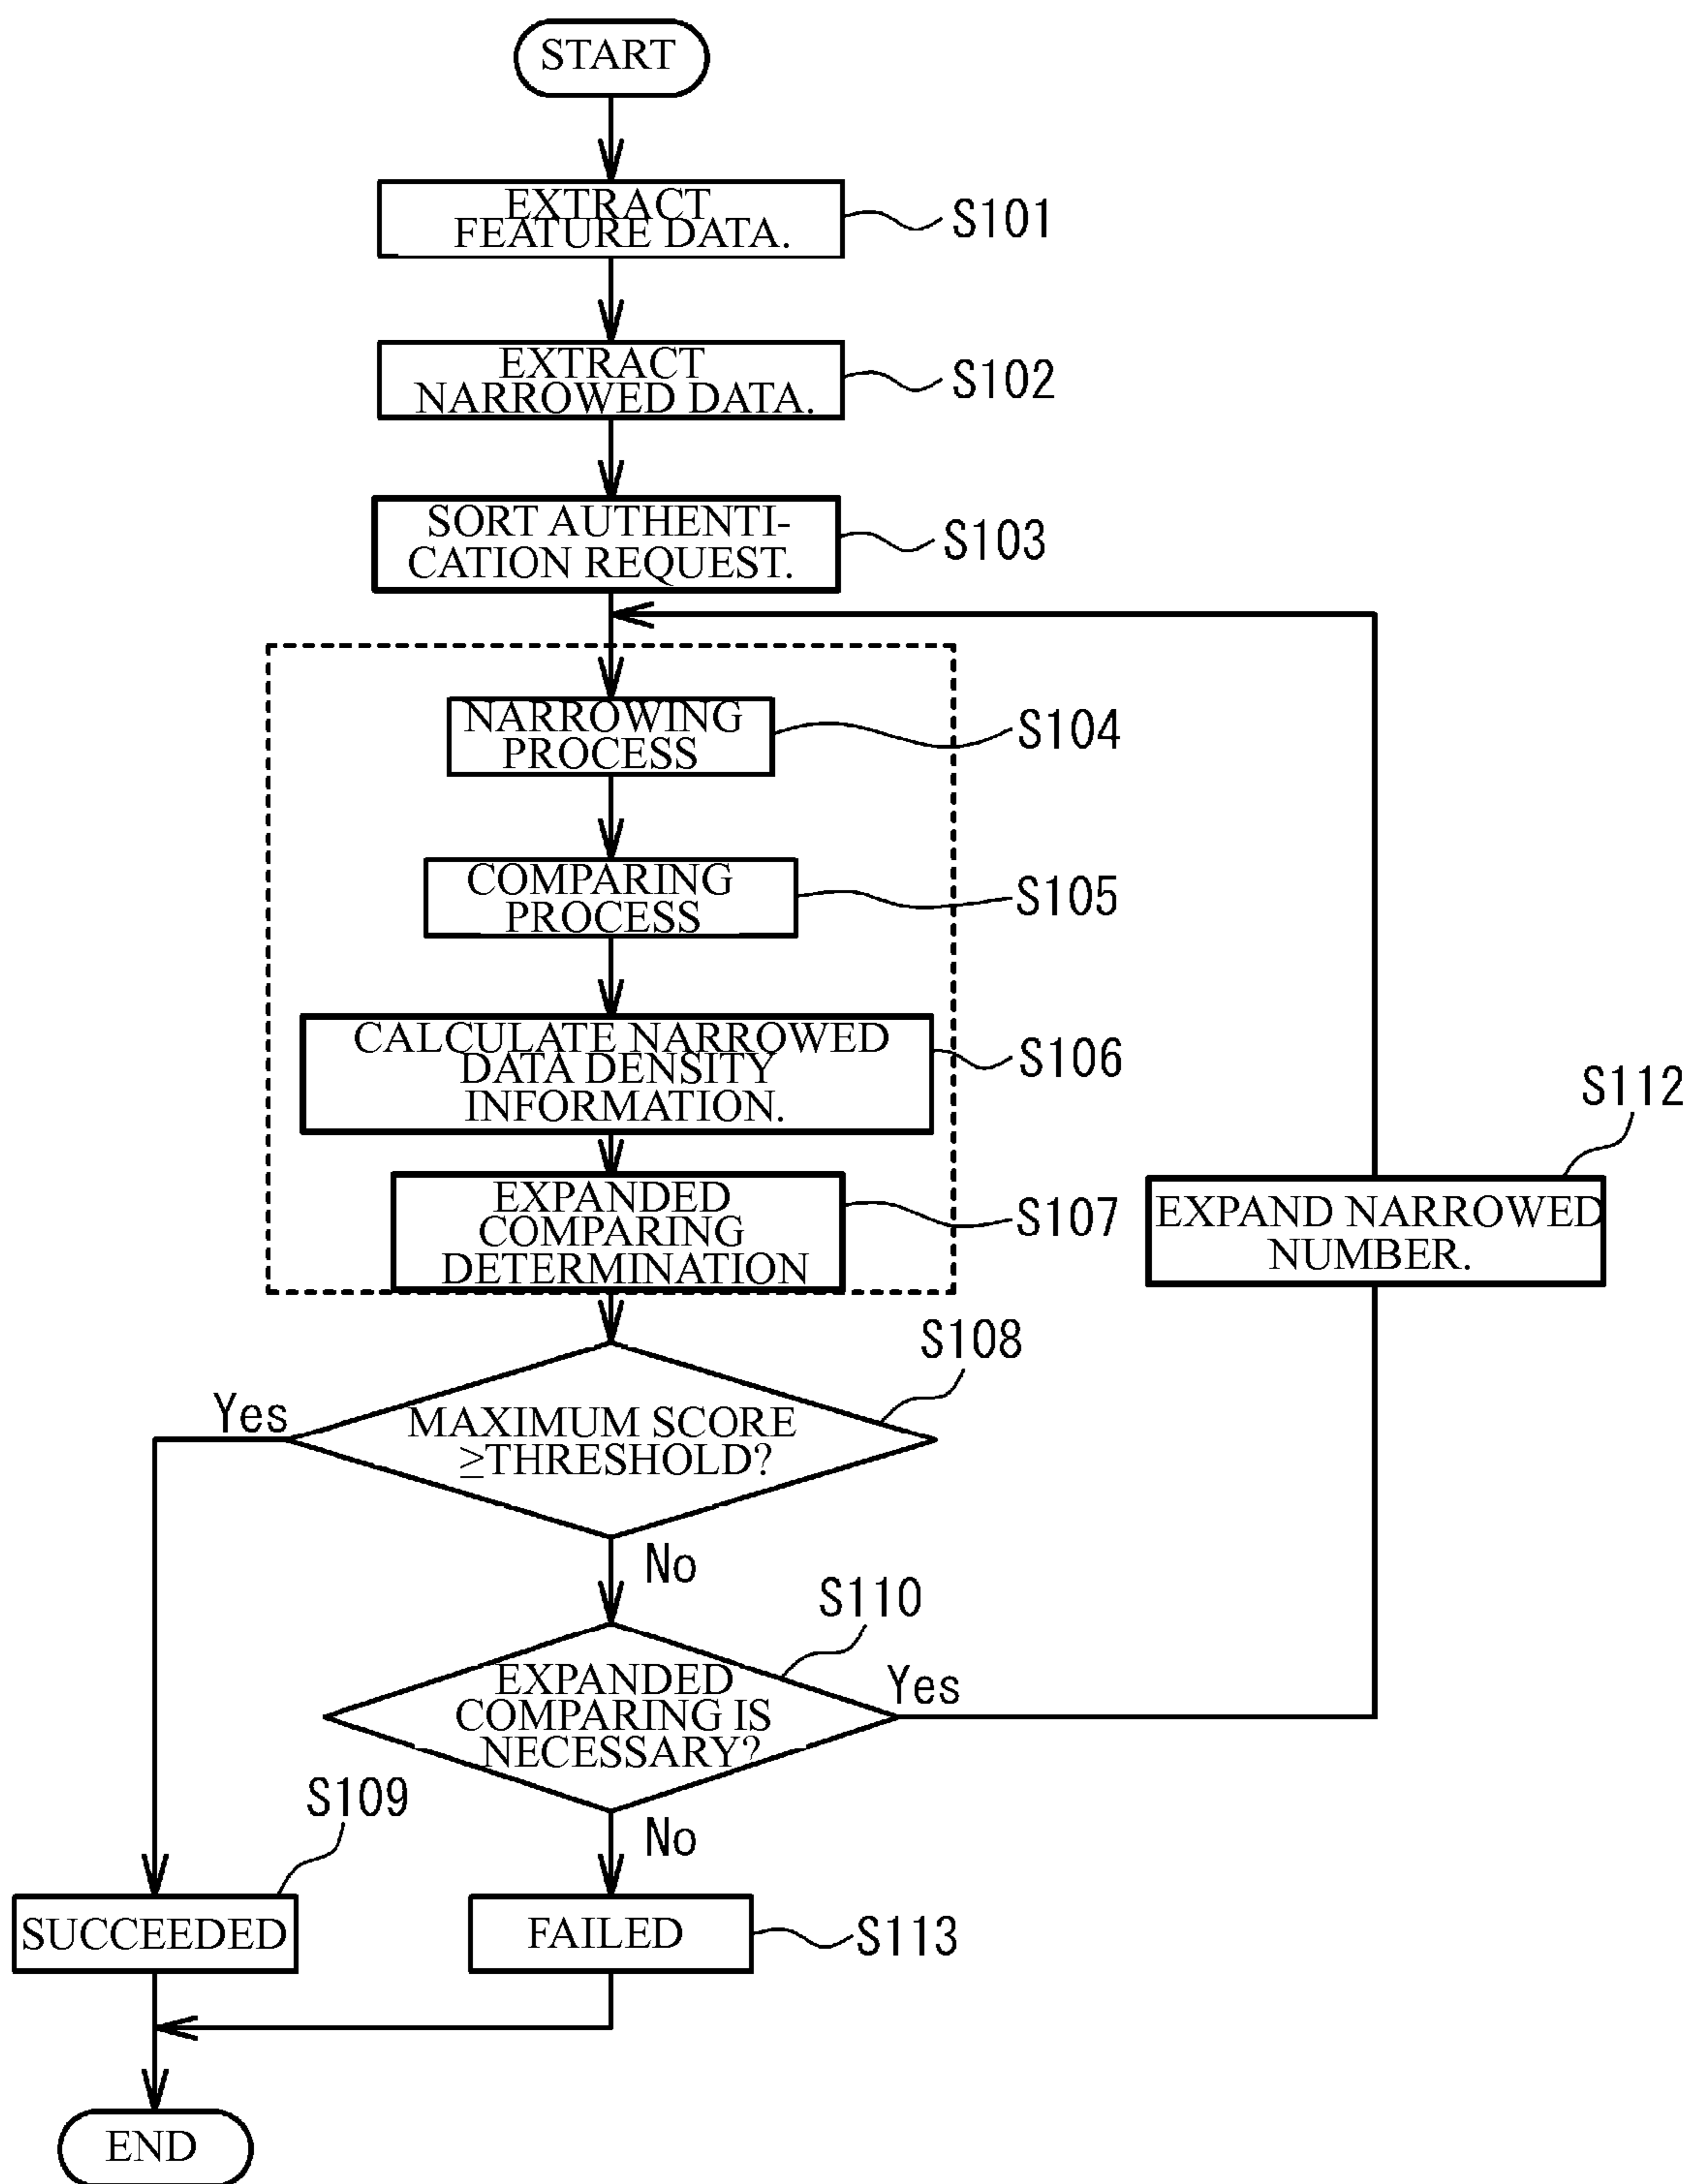 START
EXTRACT
FEATURE DATA.
S101
EXTRACT
NARROWED DATA.
S102
SORT AUTHENTI-
CATION REQUEST.
S103
NARROWING
PROCESS
S104
COMPARING
PROCESS
S105
CALCULATE NARROWED
DATA DENSITY
INFORMATION.
S106
EXPANDED
COMPARING
DETERMINATION
S107
S112
EXPAND NARROWED
NUMBER.
S108
Yes
MAXIMUM SCORE
≥THRESHOLD?
No
S110
EXPANDED
COMPARING IS
NECESSARY?
Yes
S109
No
SUCCEEDED
FAILED
S113
END